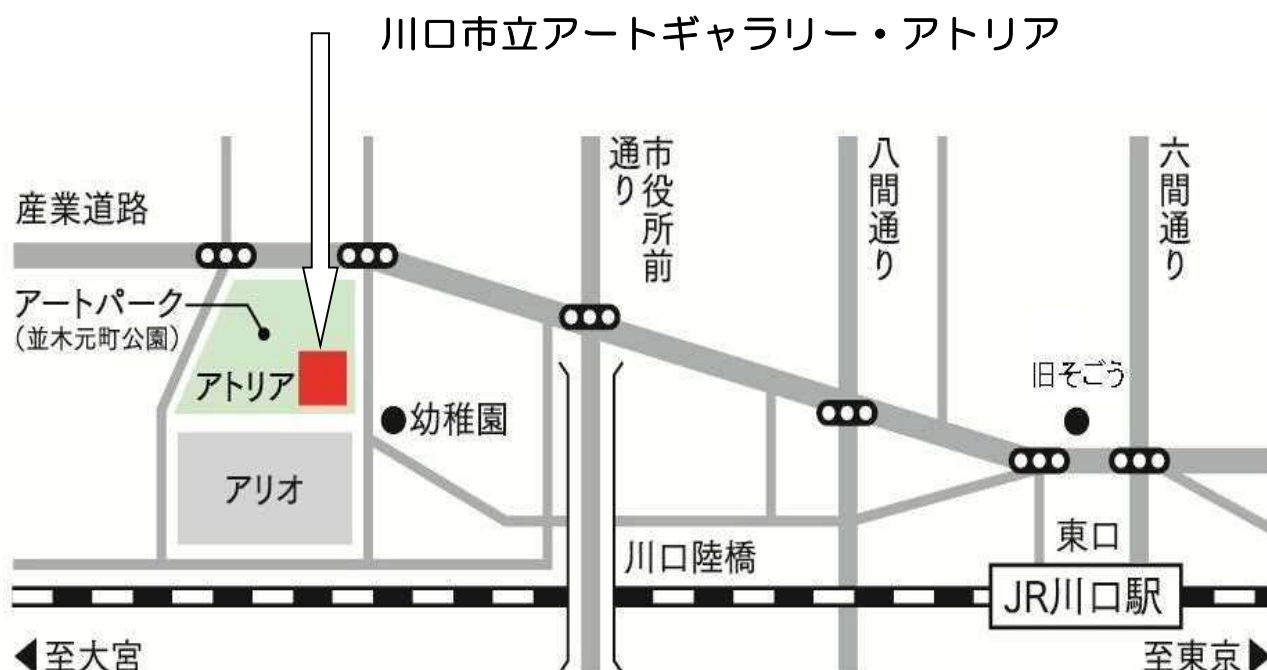 川口市立アートギャラリー・アトリア
市役所前
通り
八間通り
六間通り
産業道路
アートパーク
(並木元町公園)
旧そごう
アトリア
幼稚園
アリオ
東口
川口陸橋
JR川口駅
◀至大宮
至東京▶